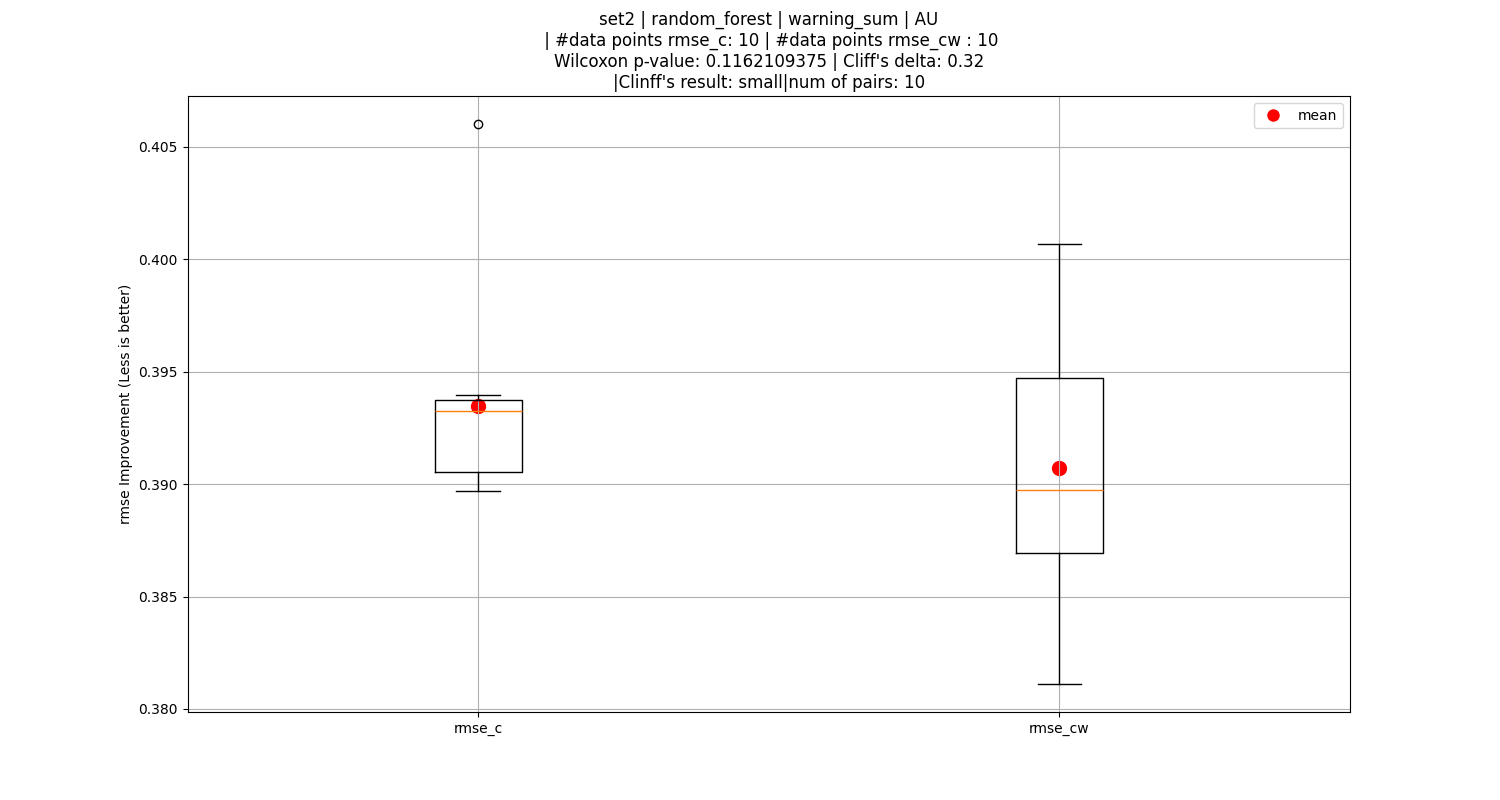 set2 | random_forest | warning_sum | AU
| #data points rmse_c: 10 | #data points rmse_cw : 10
Wilcoxon p-value: 0.1162109375 | Cliff's delta: 0.32
|Clinff's result: small|num of pairs: 10
mean
0.405
0.400
0.395
0.390
0.385
0.380
rmse Improvement (Less is better)
rmse_c
rmse_cw